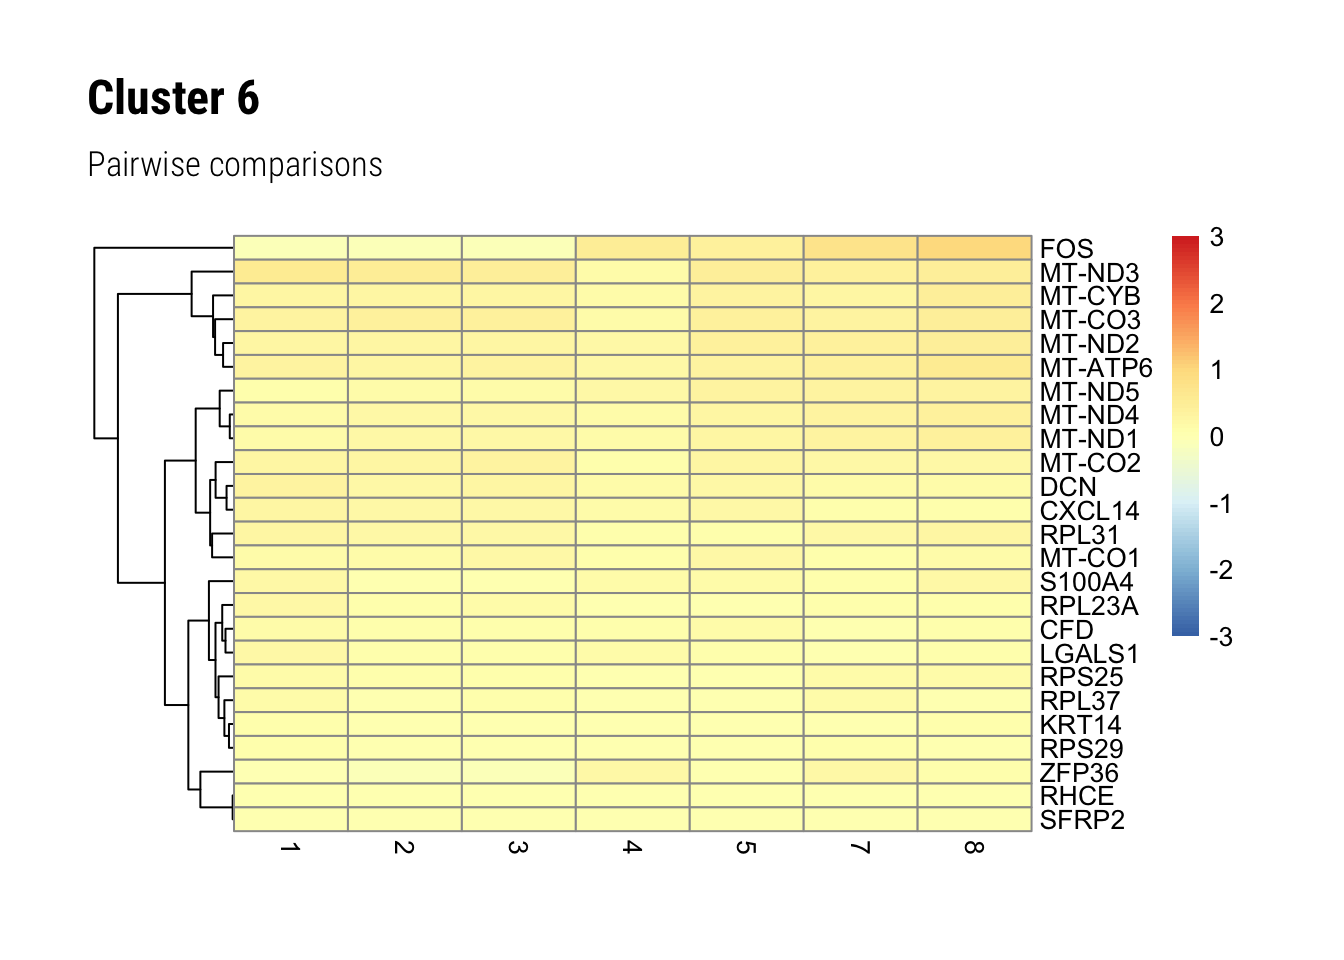 Cluster 6
Pairwise comparisons
FOS
MT-ND3
MT-CYB
MT-CO3
MT-ND2
MT-ATP6
MT-ND5
MT-ND4
MT-ND1
MT-CO2
DCN
CXCL14
RPL31
MT-CO1
S100A4
RPL23A
CFD
LGALS1
RPS25
RPL37
KRT14
RPS29
ZFP36
RHCE
SFRP2
3
2
1
0
-1
-2
-3
1 2 3 4 5 7 8